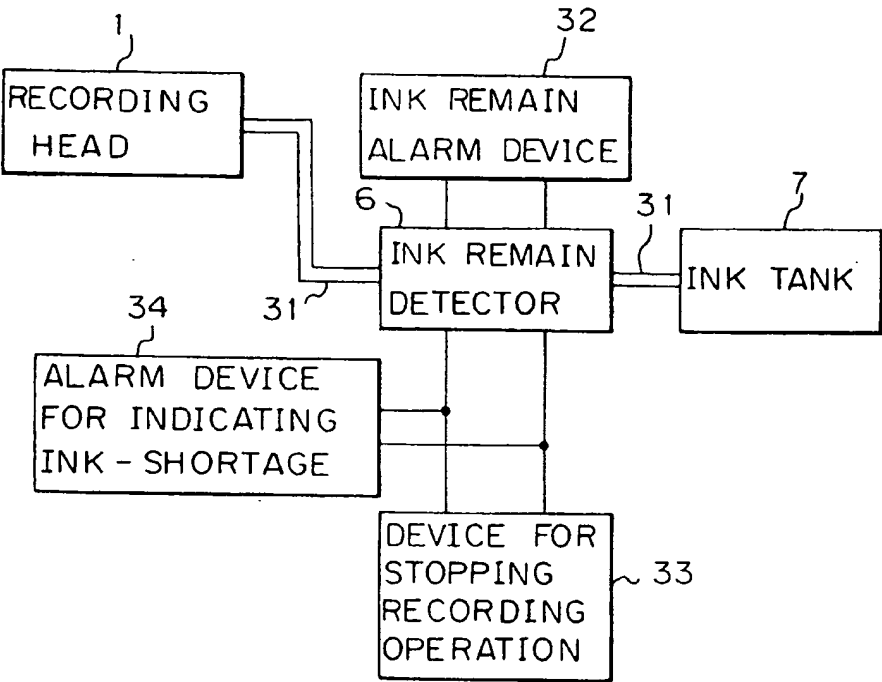 1
RECORDING
HEAD
32
INK REMAIN
ALARM DEVICE
6
INK REMAIN
DETECTOR
31
7
INK TANK
31
34
ALARM DEVICE
FOR INDICATING
INK-SHORTAGE
DEVICE FOR
STOPPING
RECORDING
OPERATION
33